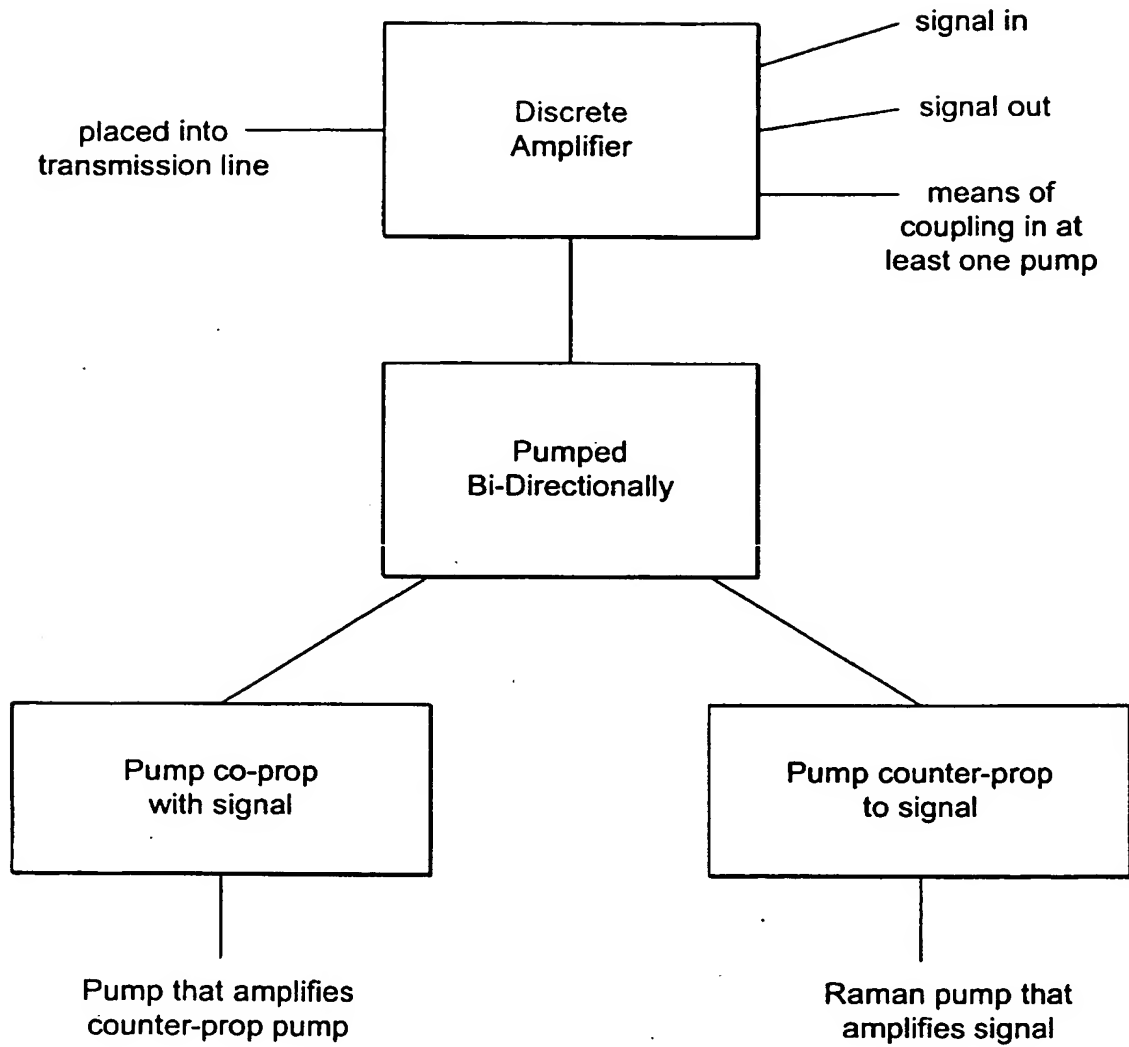 signal in
Discrete
Amplifier
signal out
placed into
transmission line
means of
coupling in at
least one pump
Pumped
Bi-Directionally
Pump co-prop
with signal
Pump counter-prop
to signal
Pump that amplifies
counter-prop pump
Raman pump that
amplifies signal